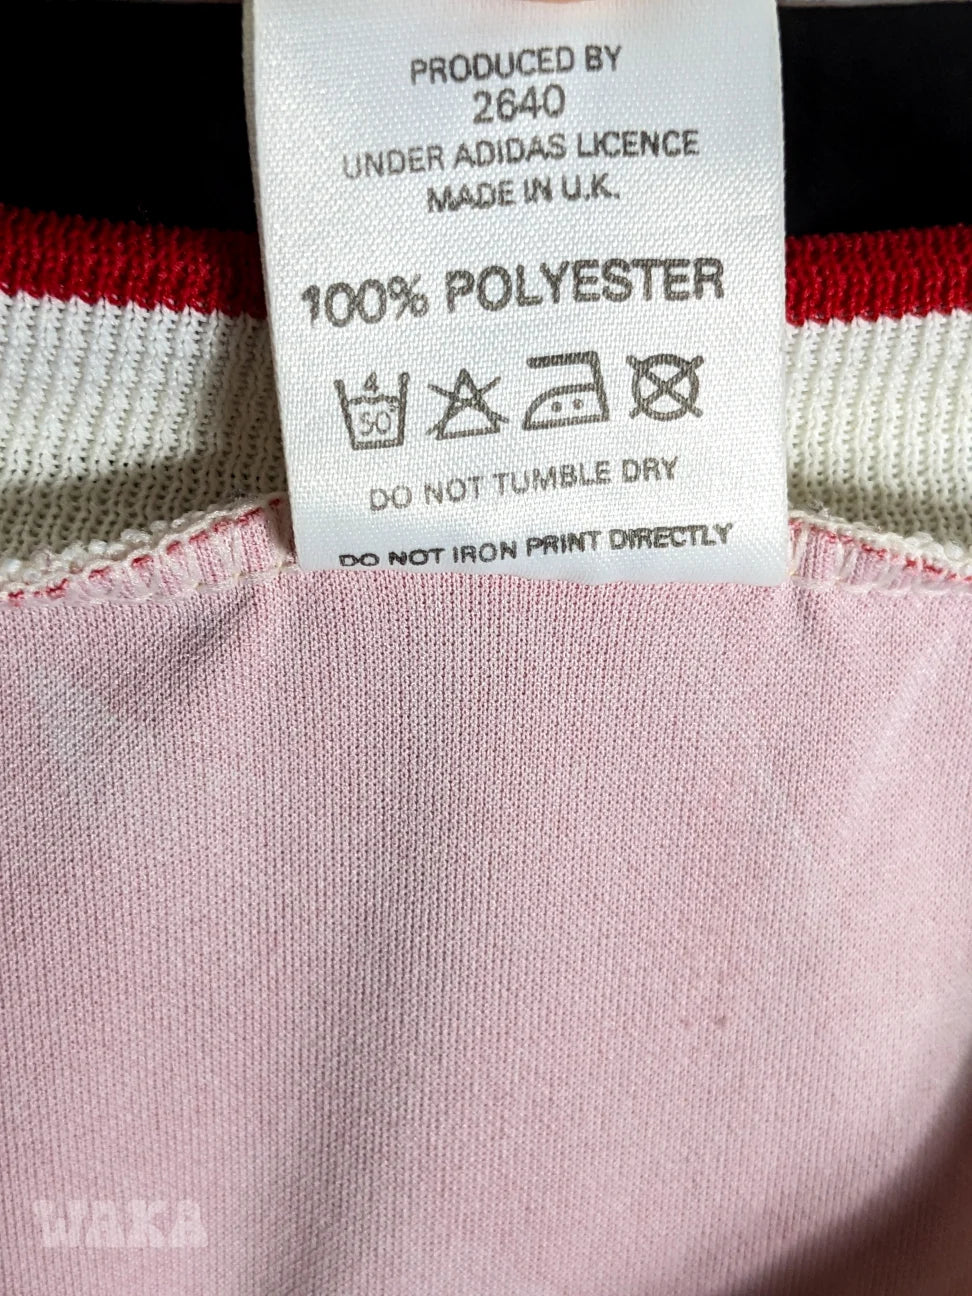 PRODUCED BY
2640
UNDER ADIDAS LICENCE
MADE IN U.K.
100% POLYESTER
4
50
DO NOT TUMBLE DRY
DO NOT IRON PRINT DIRECTLY
WAKA